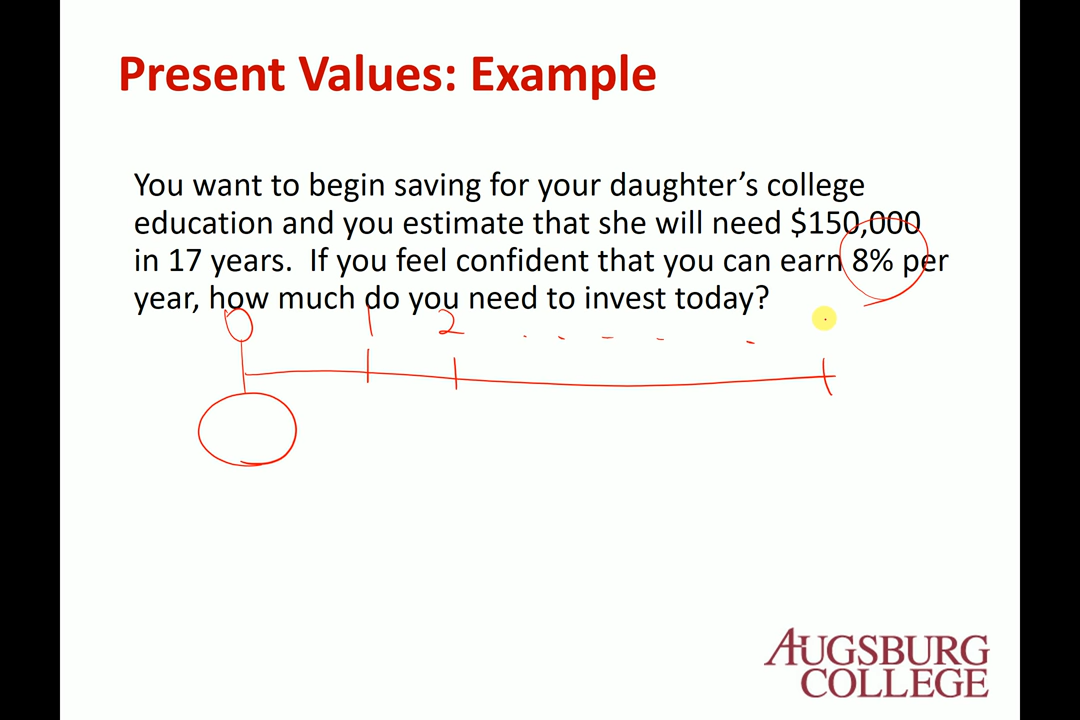 Present Values: Example
You want to begin saving for your daughter’s college
education and you estimate that she will need $150,000
in 17 years.  If you feel confident that you can earn 8% per
year, how much do you need to invest today?
0 1 2 . . . . .
AUGSBURG
COLLEGE